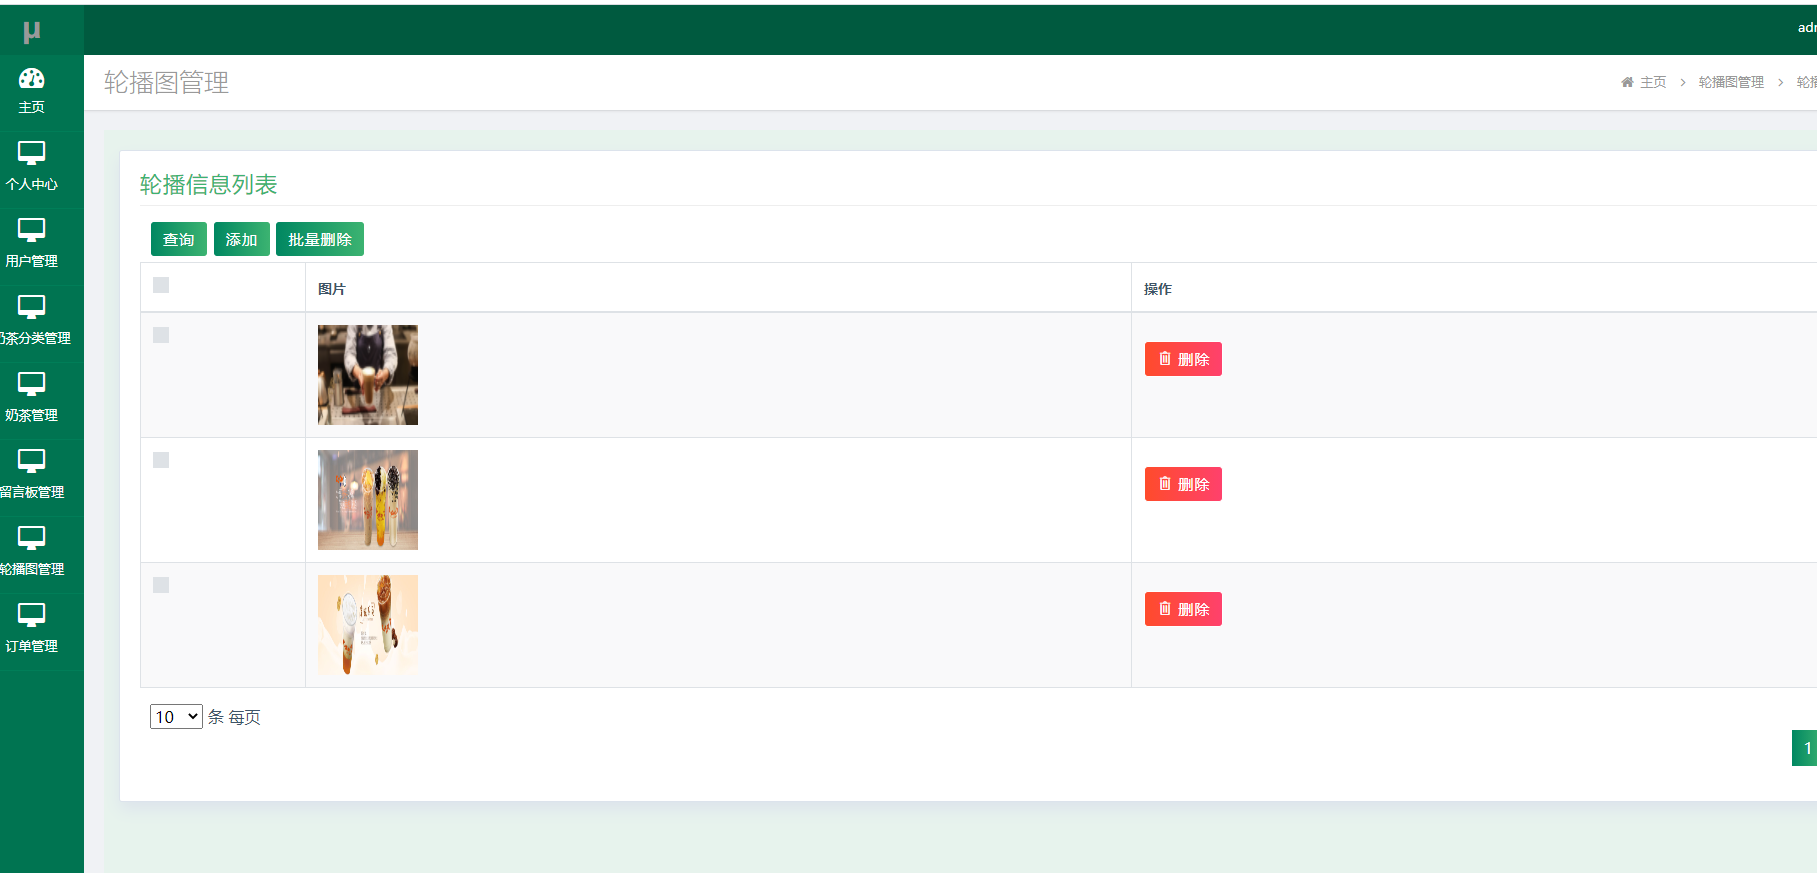 µ
adm
主页
个人中心
用户管理
奶茶分类管理
奶茶管理
留言板管理
轮播图管理
订单管理
轮播图管理
主页 > 轮播图管理 > 轮播
轮播信息列表
查询 添加 批量删除
图片 操作
删除
删除
删除
10 条 每页
1